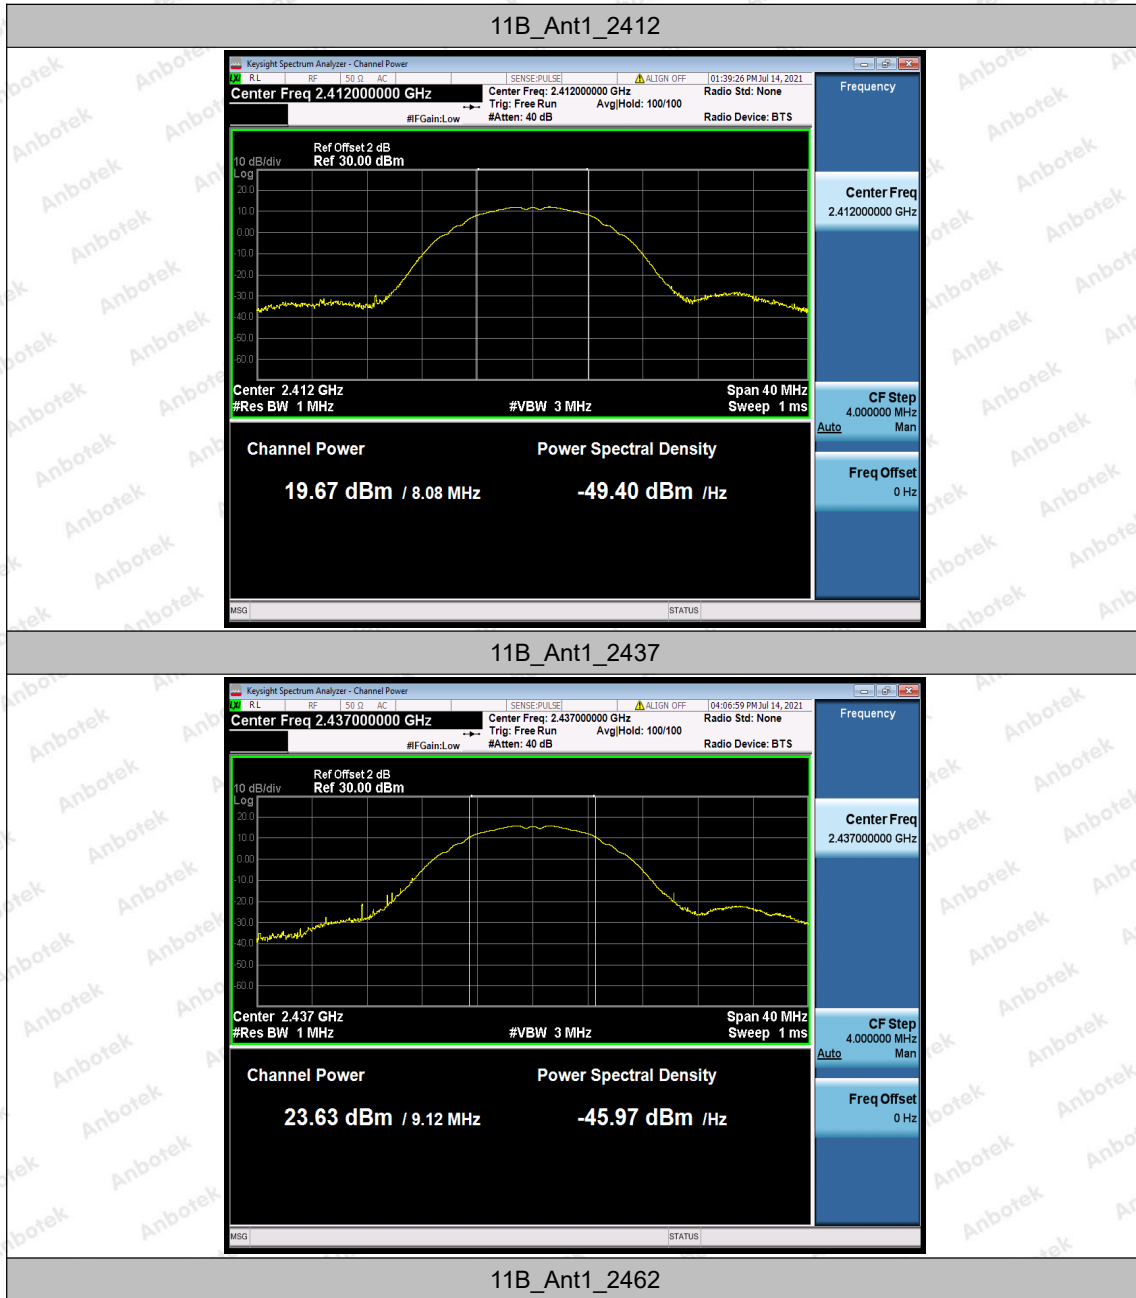 11B_Ant1_2412
Keysight Spectrum Analyzer - Channel Power
LXI RL RF 50 Ω AC SENSE:PULSE ALIGN OFF 01:39:26 PM Jul 14, 2021
Center Freq 2.412000000 GHz
Center Freq: 2.412000000 GHz Radio Std: None
Trig: Free Run Avg|Hold: 100/100
#IFGain:Low #Atten: 40 dB Radio Device: BTS
Frequency
Ref Offset 2 dB
10 dB/div Ref 30.00 dBm
Log
20.0
10.0
0.00
-10.0
-20.0
-30.0
-40.0
-50.0
-60.0
Center 2.412 GHz Span 40 MHz
#Res BW 1 MHz #VBW 3 MHz Sweep 1 ms
Center Freq
2.412000000 GHz
CF Step
4.000000 MHz
Auto Man
Freq Offset
0 Hz
Channel Power Power Spectral Density
19.67 dBm / 8.08 MHz -49.40 dBm /Hz
MSG STATUS
11B_Ant1_2437
Keysight Spectrum Analyzer - Channel Power
LXI RL RF 50 Ω AC SENSE:PULSE ALIGN OFF 04:06:59 PM Jul 14, 2021
Center Freq 2.437000000 GHz
Center Freq: 2.437000000 GHz Radio Std: None
Trig: Free Run Avg|Hold: 100/100
#IFGain:Low #Atten: 40 dB Radio Device: BTS
Frequency
Ref Offset 2 dB
10 dB/div Ref 30.00 dBm
Log
20.0
10.0
0.00
-10.0
-20.0
-30.0
-40.0
-50.0
-60.0
Center 2.437 GHz Span 40 MHz
#Res BW 1 MHz #VBW 3 MHz Sweep 1 ms
Center Freq
2.437000000 GHz
CF Step
4.000000 MHz
Auto Man
Freq Offset
0 Hz
Channel Power Power Spectral Density
23.63 dBm / 9.12 MHz -45.97 dBm /Hz
MSG STATUS
11B_Ant1_2462
Anbotek